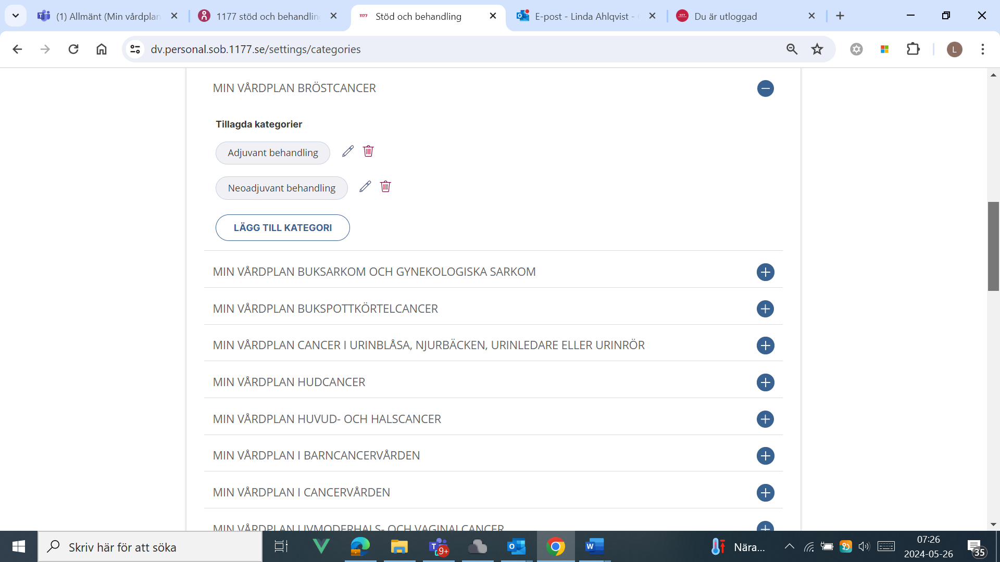 (1) Allmänt (Min vårdplan
1177 stöd och behandlin
1177
Stöd och behandling
E-post - Linda Ahlqvist -
Du är utloggad
dv.personal.sob.1177.se/settings/categories
L
MIN VÅRDPLAN BRÖSTCANCER
Tillagda kategorier
Adjuvant behandling
Neoadjuvant behandling
LÄGG TILL KATEGORI
MIN VÅRDPLAN BUKSARKOM OCH GYNEKOLOGISKA SARKOM
MIN VÅRDPLAN BUKSPOTTKÖRTELCANCER
MIN VÅRDPLAN CANCER I URINBLÅSA, NJURBÄCKEN, URINLEDARE ELLER URINRÖR
MIN VÅRDPLAN HUDCANCER
MIN VÅRDPLAN HUVUD- OCH HALSCANCER
MIN VÅRDPLAN I BARNCANCERVÅRDEN
MIN VÅRDPLAN I CANCERVÅRDEN
MIN VÅRDPLAN LIVMODERHALS- OCH VAGINALCANCER
Skriv här för att söka
9+
Nära...
07:26
2024-05-26
35